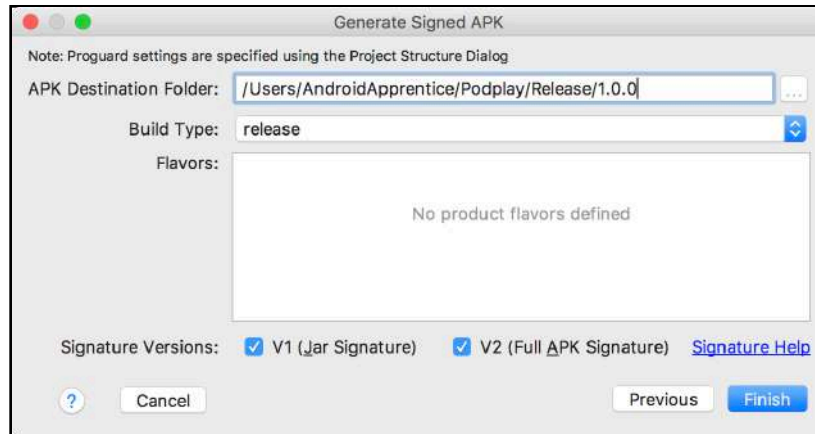 Generate Signed APK
Note: Proguard settings are specified using the Project Structure Dialog
APK Destination Folder: /Users/AndroidApprentice/Podplay/Release/1.0.0 ...
Build Type: release
Flavors:
No product flavors defined
Signature Versions: V1 (Jar Signature) V2 (Full APK Signature) Signature Help
? Cancel Previous Finish